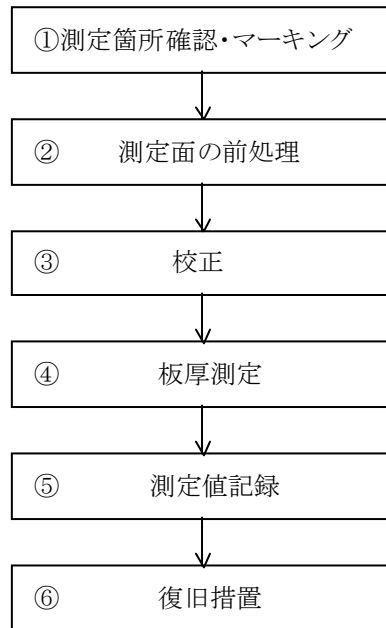 ①測定箇所確認・マーキング
② 測定面の前処理
③ 校正
④ 板厚測定
⑤ 測定値記録
⑥ 復旧措置